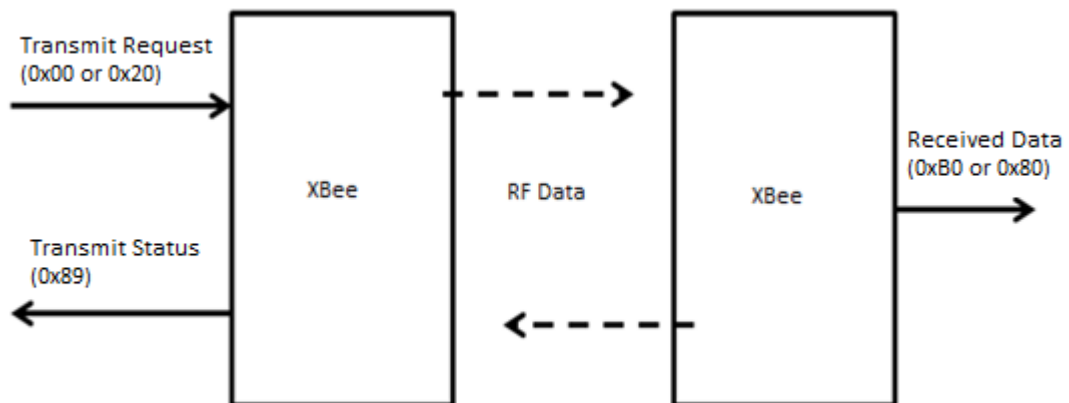 Transmit Request
(0x00 or 0x20)
XBee
RF Data
XBee
Received Data
(0xB0 or 0x80)
Transmit Status
(0x89)